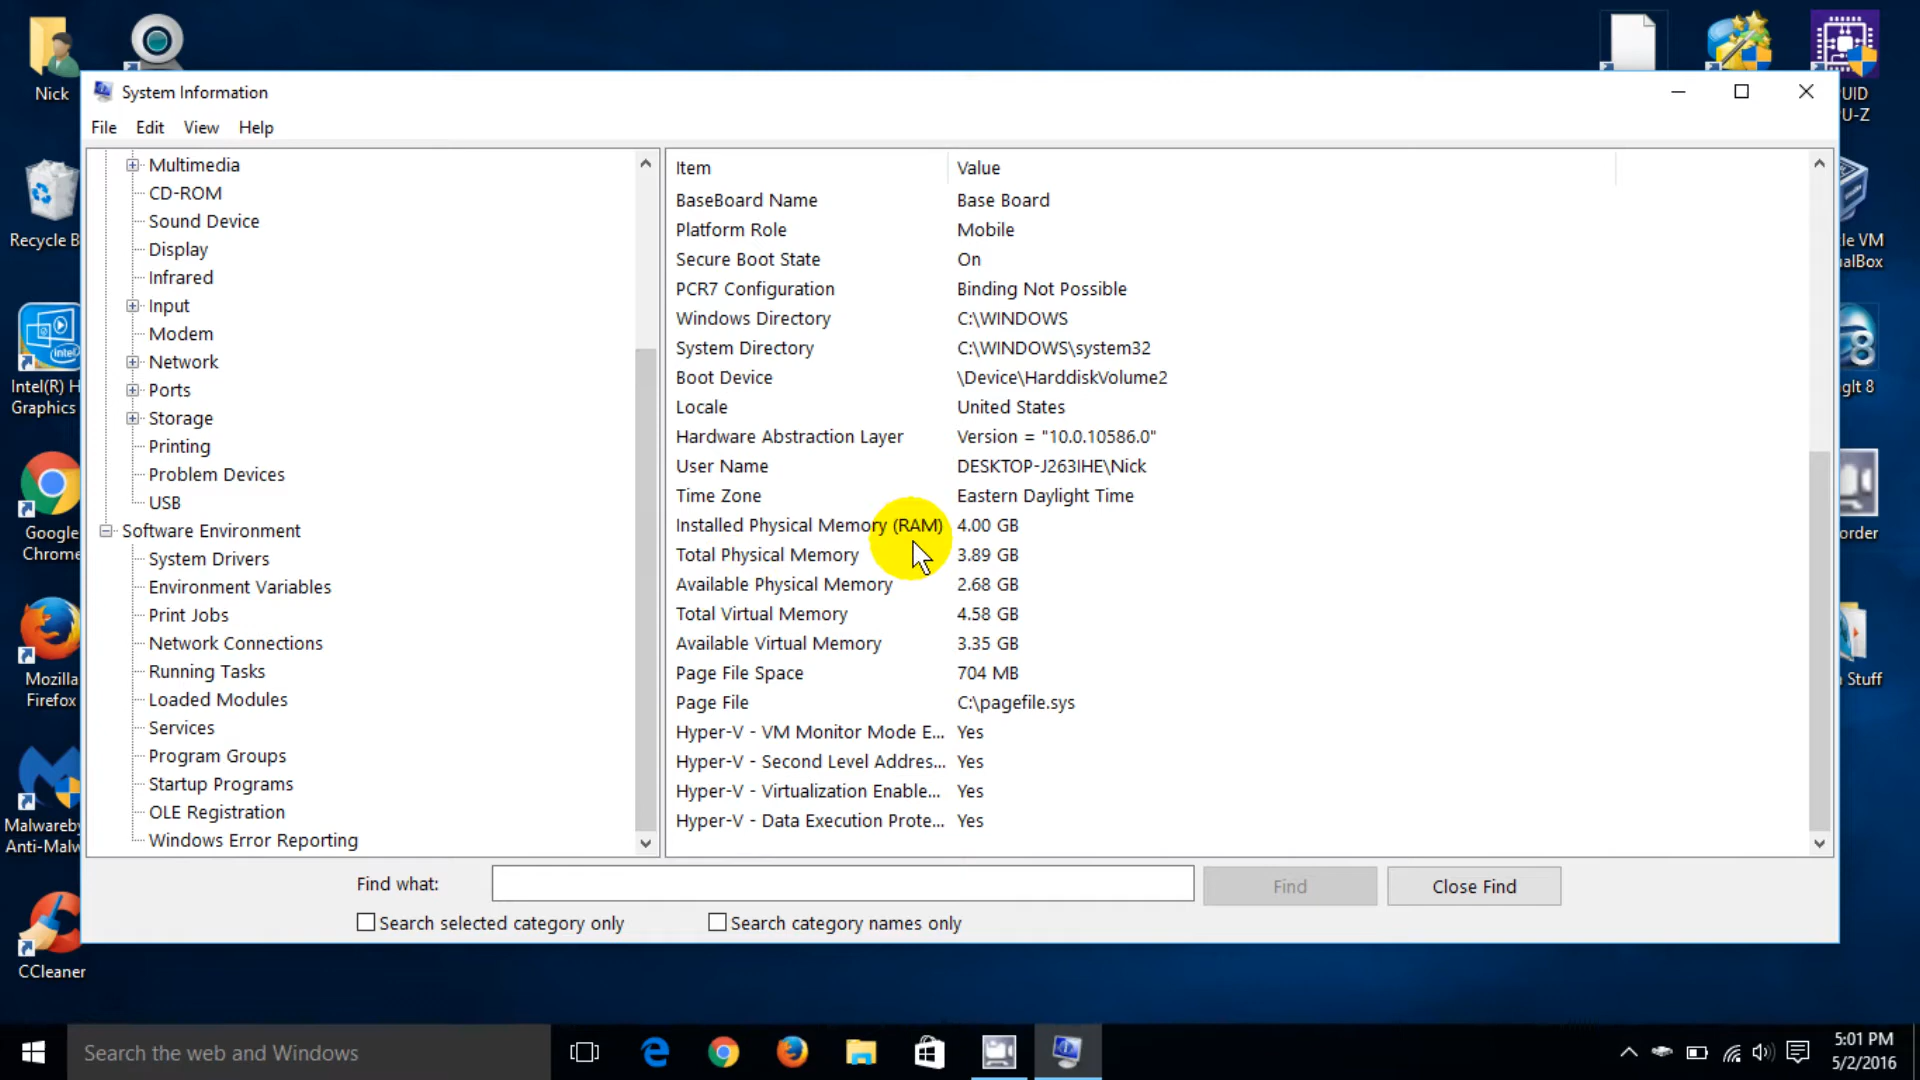 Nick
Recycle B
Intel(R) H
Graphics
Google
Chrome
Mozilla
Firefox
Malwareby
Anti-Malw
CCleaner
System Information
File Edit View Help
Multimedia
CD-ROM
Sound Device
Display
Infrared
Input
Modem
Network
Ports
Storage
Printing
Problem Devices
USB
Software Environment
System Drivers
Environment Variables
Print Jobs
Network Connections
Running Tasks
Loaded Modules
Services
Program Groups
Startup Programs
OLE Registration
Windows Error Reporting
Item Value
BaseBoard Name Base Board
Platform Role Mobile
Secure Boot State On
PCR7 Configuration Binding Not Possible
Windows Directory C:\WINDOWS
System Directory C:\WINDOWS\system32
Boot Device \Device\HarddiskVolume2
Locale United States
Hardware Abstraction Layer Version = "10.0.10586.0"
User Name DESKTOP-J263IHE\Nick
Time Zone Eastern Daylight Time
Installed Physical Memory (RAM) 4.00 GB
Total Physical Memory 3.89 GB
Available Physical Memory 2.68 GB
Total Virtual Memory 4.58 GB
Available Virtual Memory 3.35 GB
Page File Space 704 MB
Page File C:\pagefile.sys
Hyper-V - VM Monitor Mode E... Yes
Hyper-V - Second Level Addres... Yes
Hyper-V - Virtualization Enable... Yes
Hyper-V - Data Execution Prote... Yes
Find what: Find Close Find
Search selected category only Search category names only
UID
U-Z
le VM
alBox
gIt 8
order
Stuff
Search the web and Windows
5:01 PM
5/2/2016